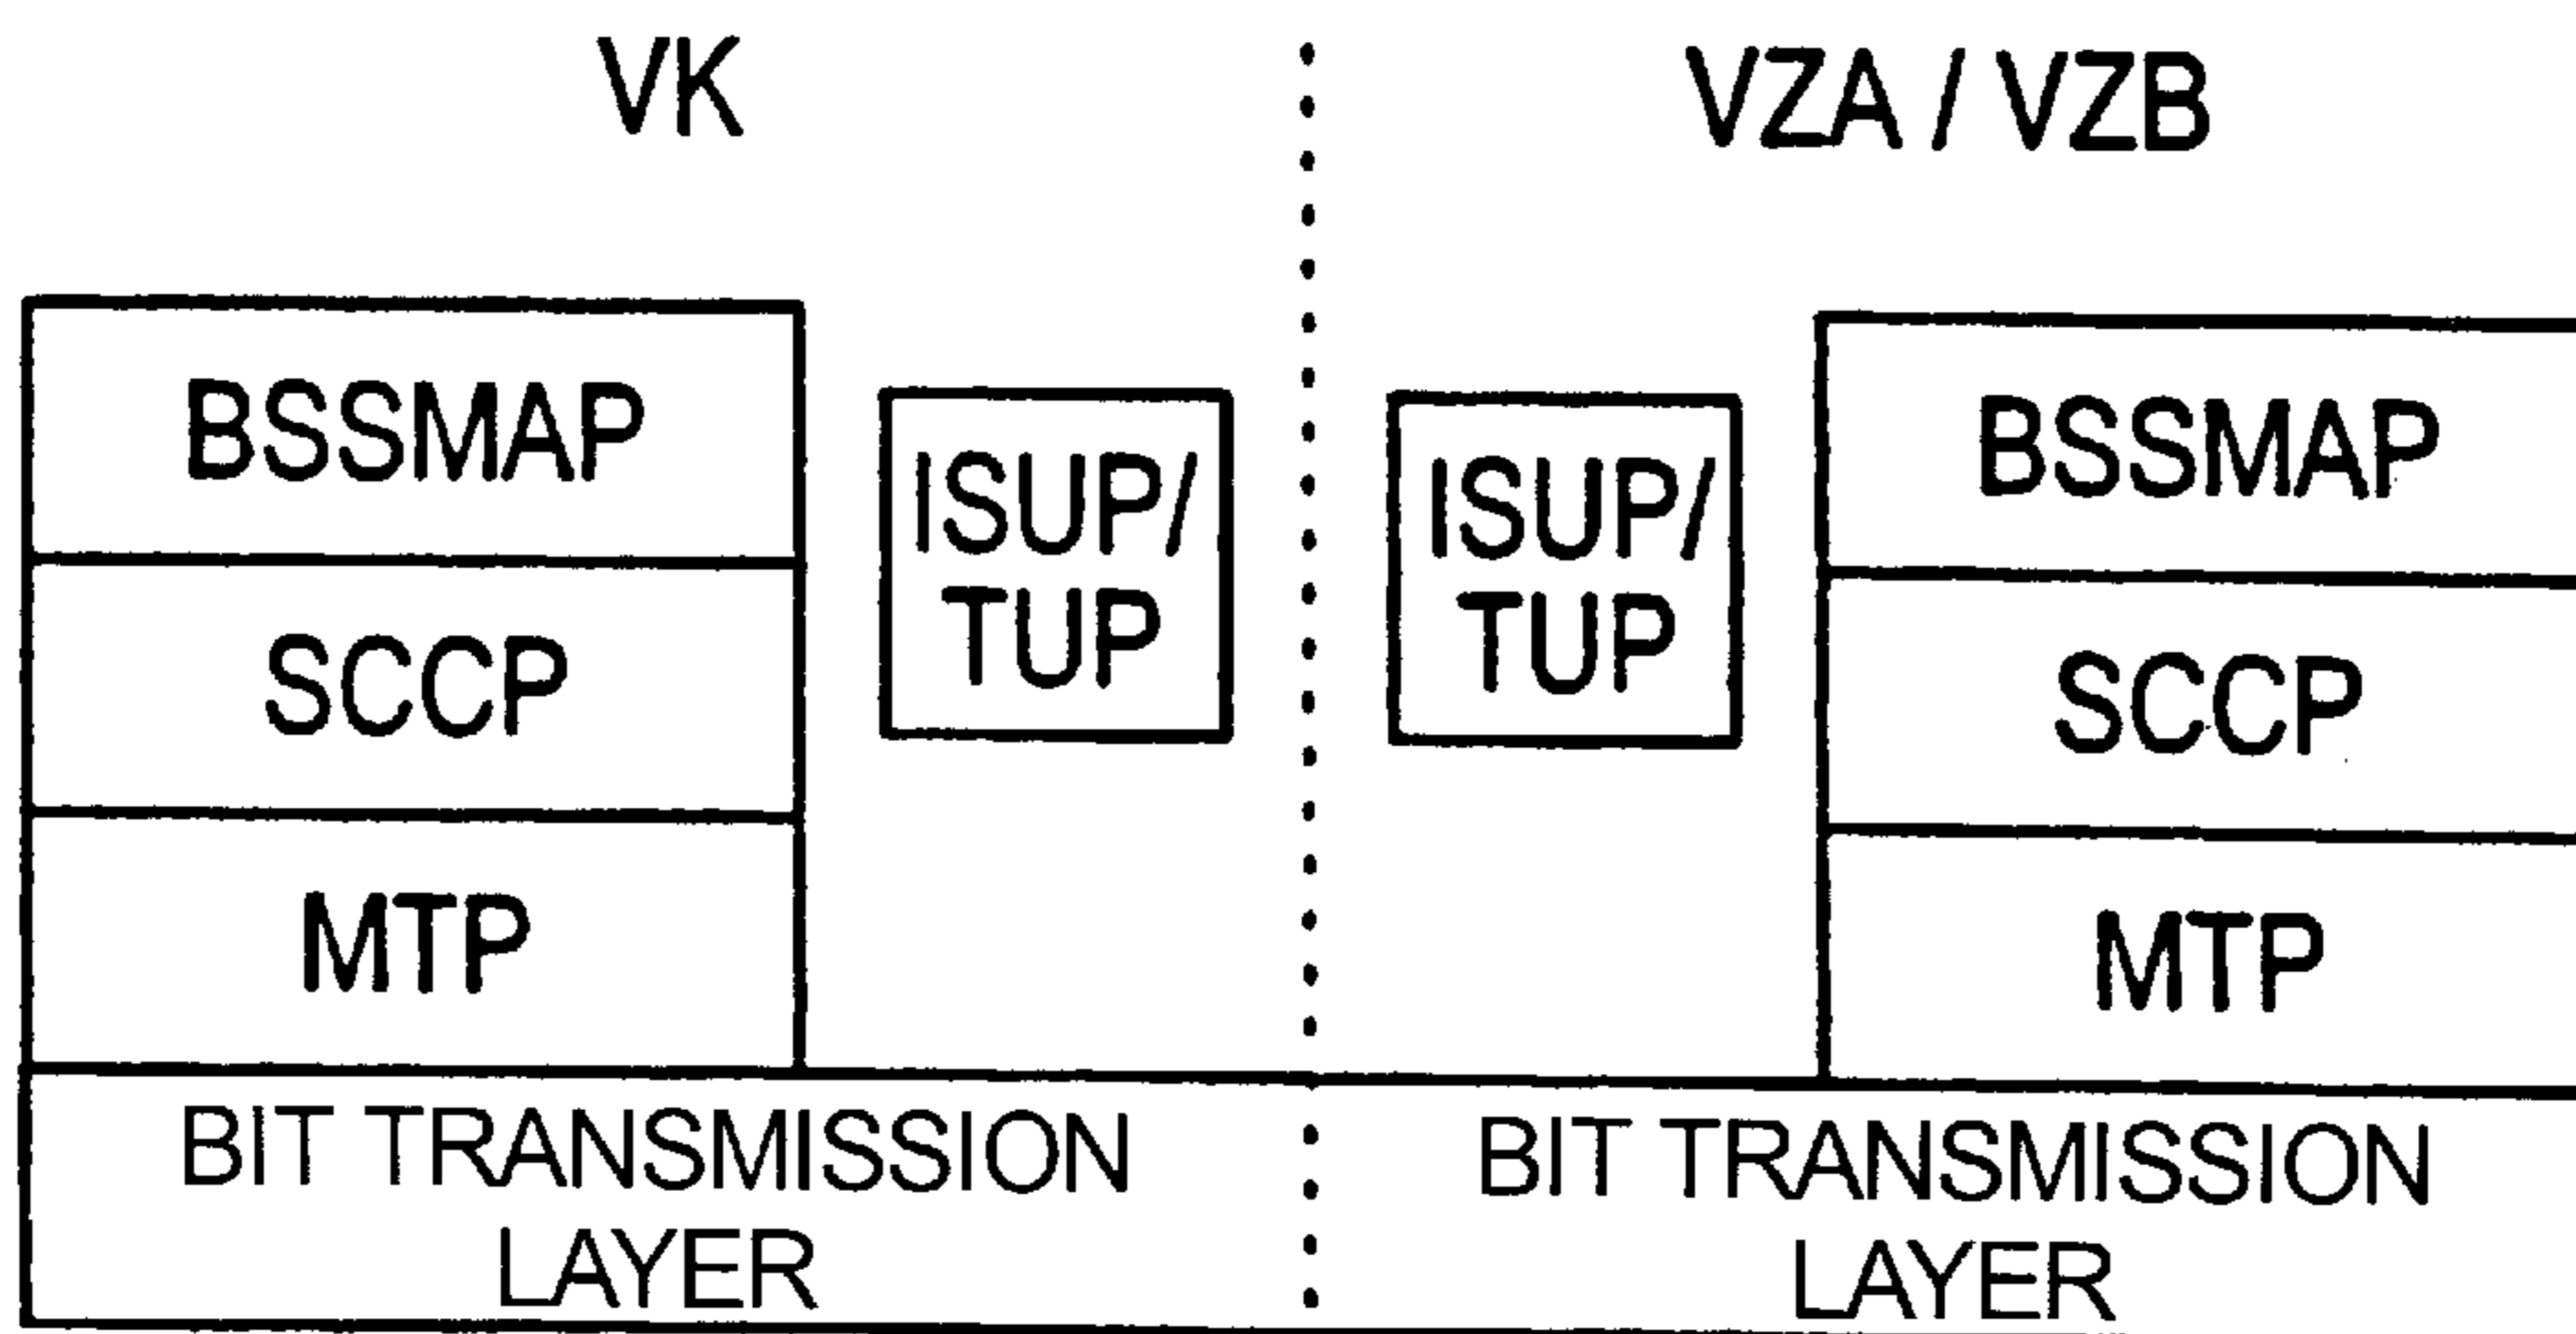 VK
BSSMAP
SCCP
MTP
ISUP/
TUP
BIT TRANSMISSION
LAYER
VZA / VZB
ISUP/
TUP
BSSMAP
SCCP
MTP
BIT TRANSMISSION
LAYER